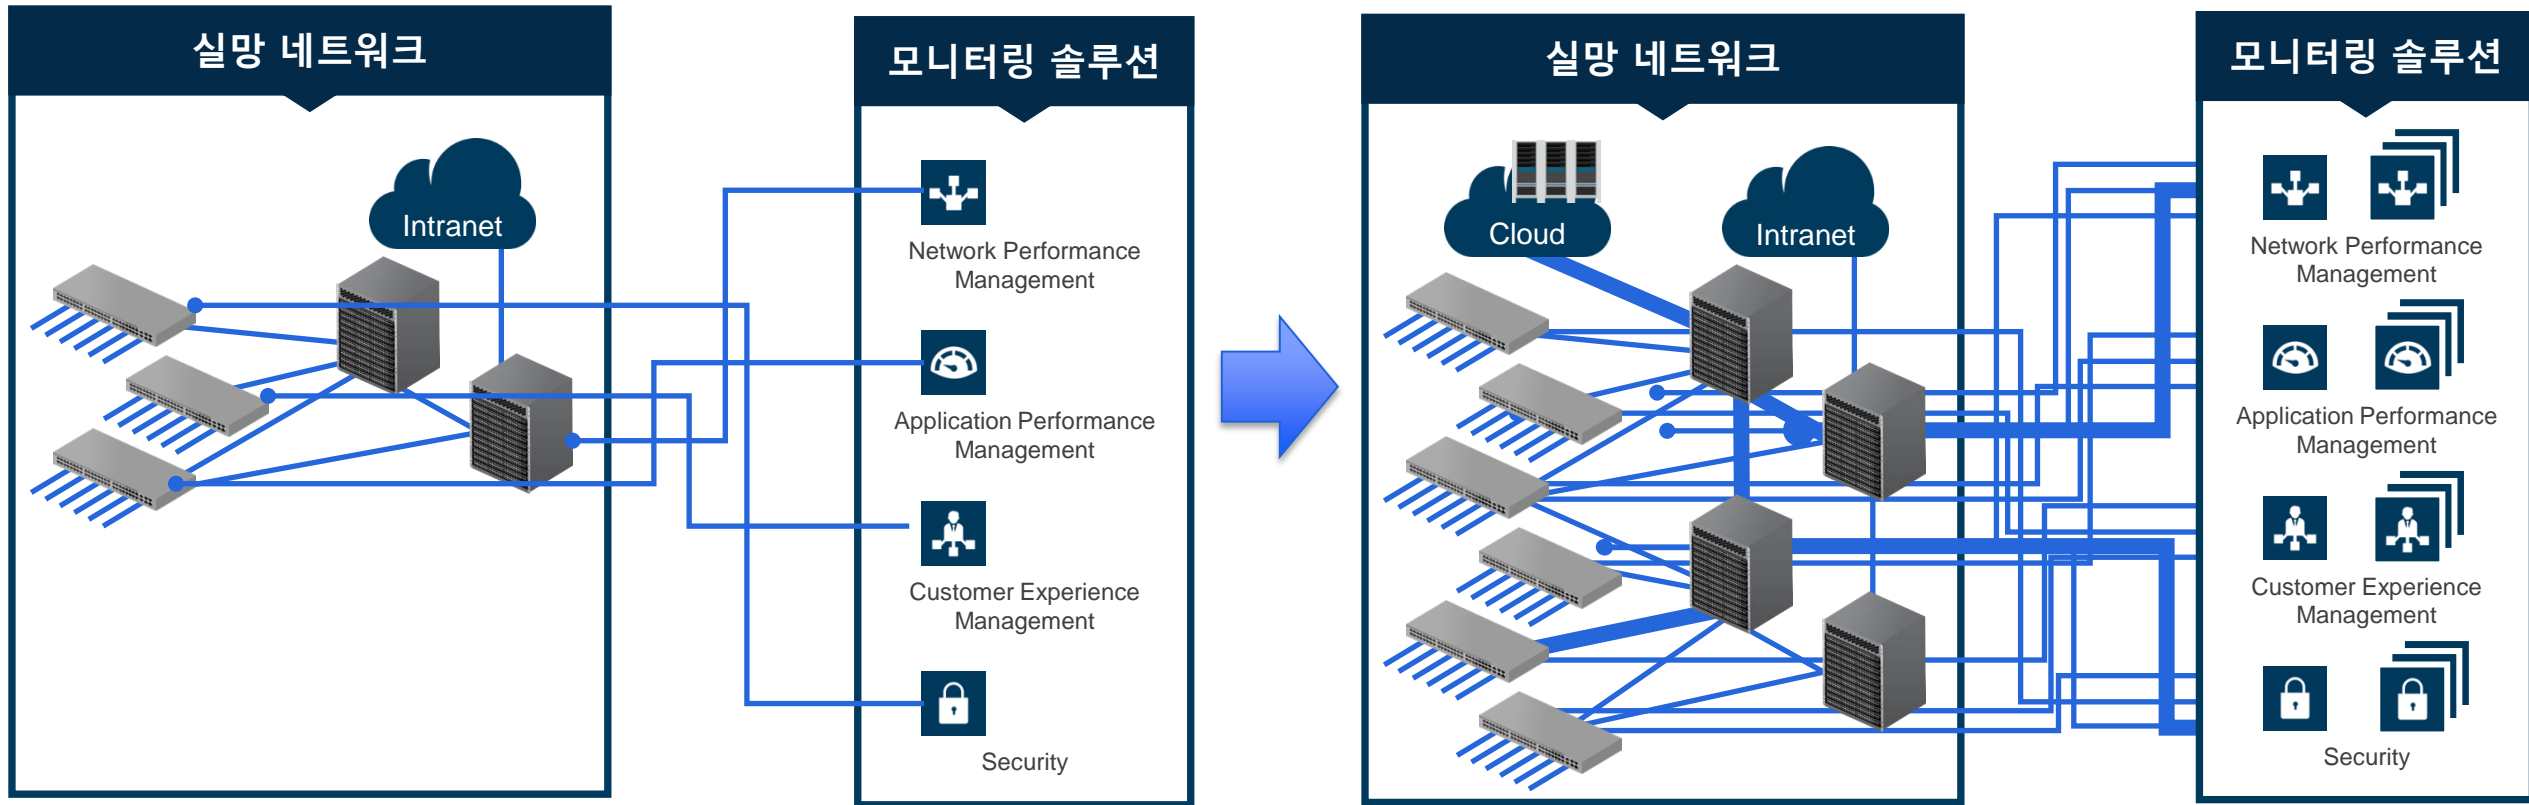 실망 네트워크
Intranet
모니터링 솔루션
Network Performance
Management
Application Performance
Management
Customer Experience
Management
Security
실망 네트워크
Cloud
Intranet
모니터링 솔루션
Network Performance
Management
Application Performance
Management
Customer Experience
Management
Security